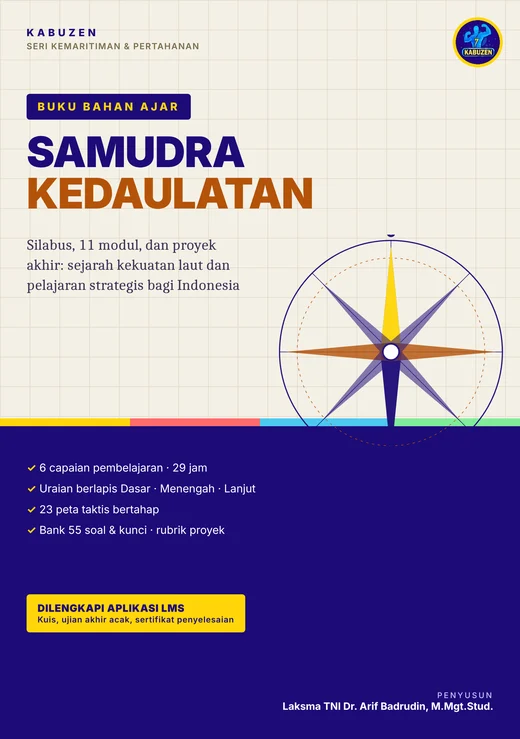 KABUZEN
SERI KEMARITIMAN & PERTAHANAN
KABUZEN
BUKU BAHAN AJAR
SAMUDRA
KEDAULATAN
Silabus, 11 modul, dan proyek
akhir: sejarah kekuatan laut dan
pelajaran strategis bagi Indonesia
✓ 6 capaian pembelajaran · 29 jam
✓ Uraian berlapis Dasar · Menengah · Lanjut
✓ 23 peta taktis bertahap
✓ Bank 55 soal & kunci · rubrik proyek
DILENGKAPI APLIKASI LMS
Kuis, ujian akhir acak, sertifikat penyelesaian
PENYUSUN
Laksma TNI Dr. Arif Badrudin, M.Mgt.Stud.